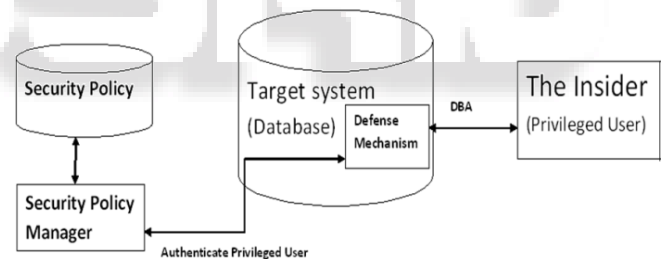 Security Policy
Security Policy
Manager
Target system
(Database)
Defense
Mechanism
DBA
The Insider
(Privileged User)
Authenticate Privileged User